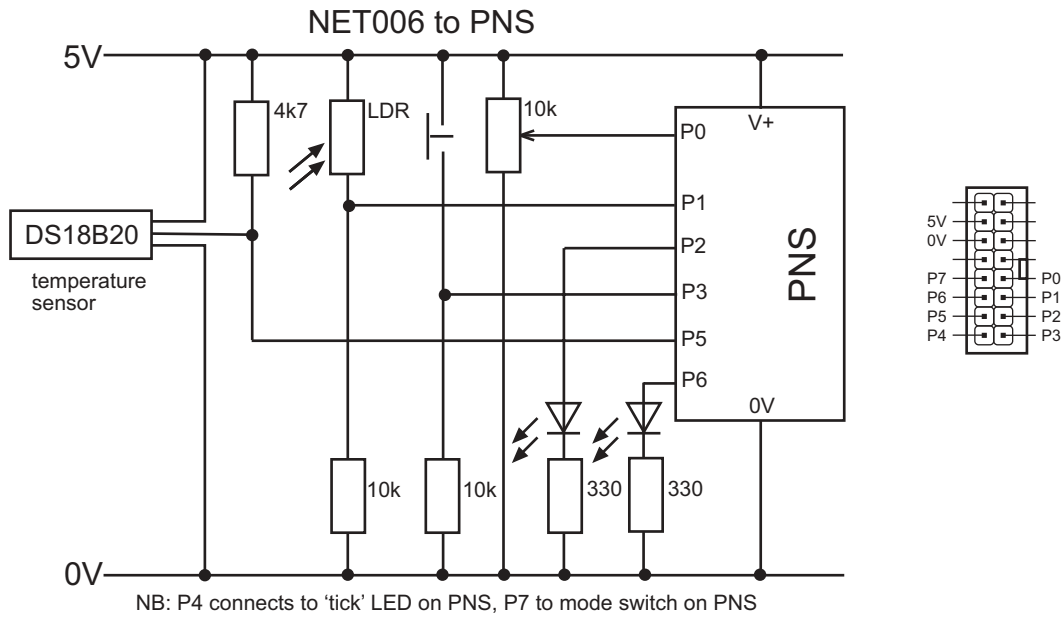 NET006 to PNS
5V
4k7
LDR
10k
P0
V+
P1
P2
PNS
P3
P5
P6
0V
DS18B20
temperature
sensor
10k
10k
330
330
0V
5V
0V
P7
P0
P6
P1
P5
P2
P4
P3
NB: P4 connects to ‘tick’ LED on PNS, P7 to mode switch on PNS